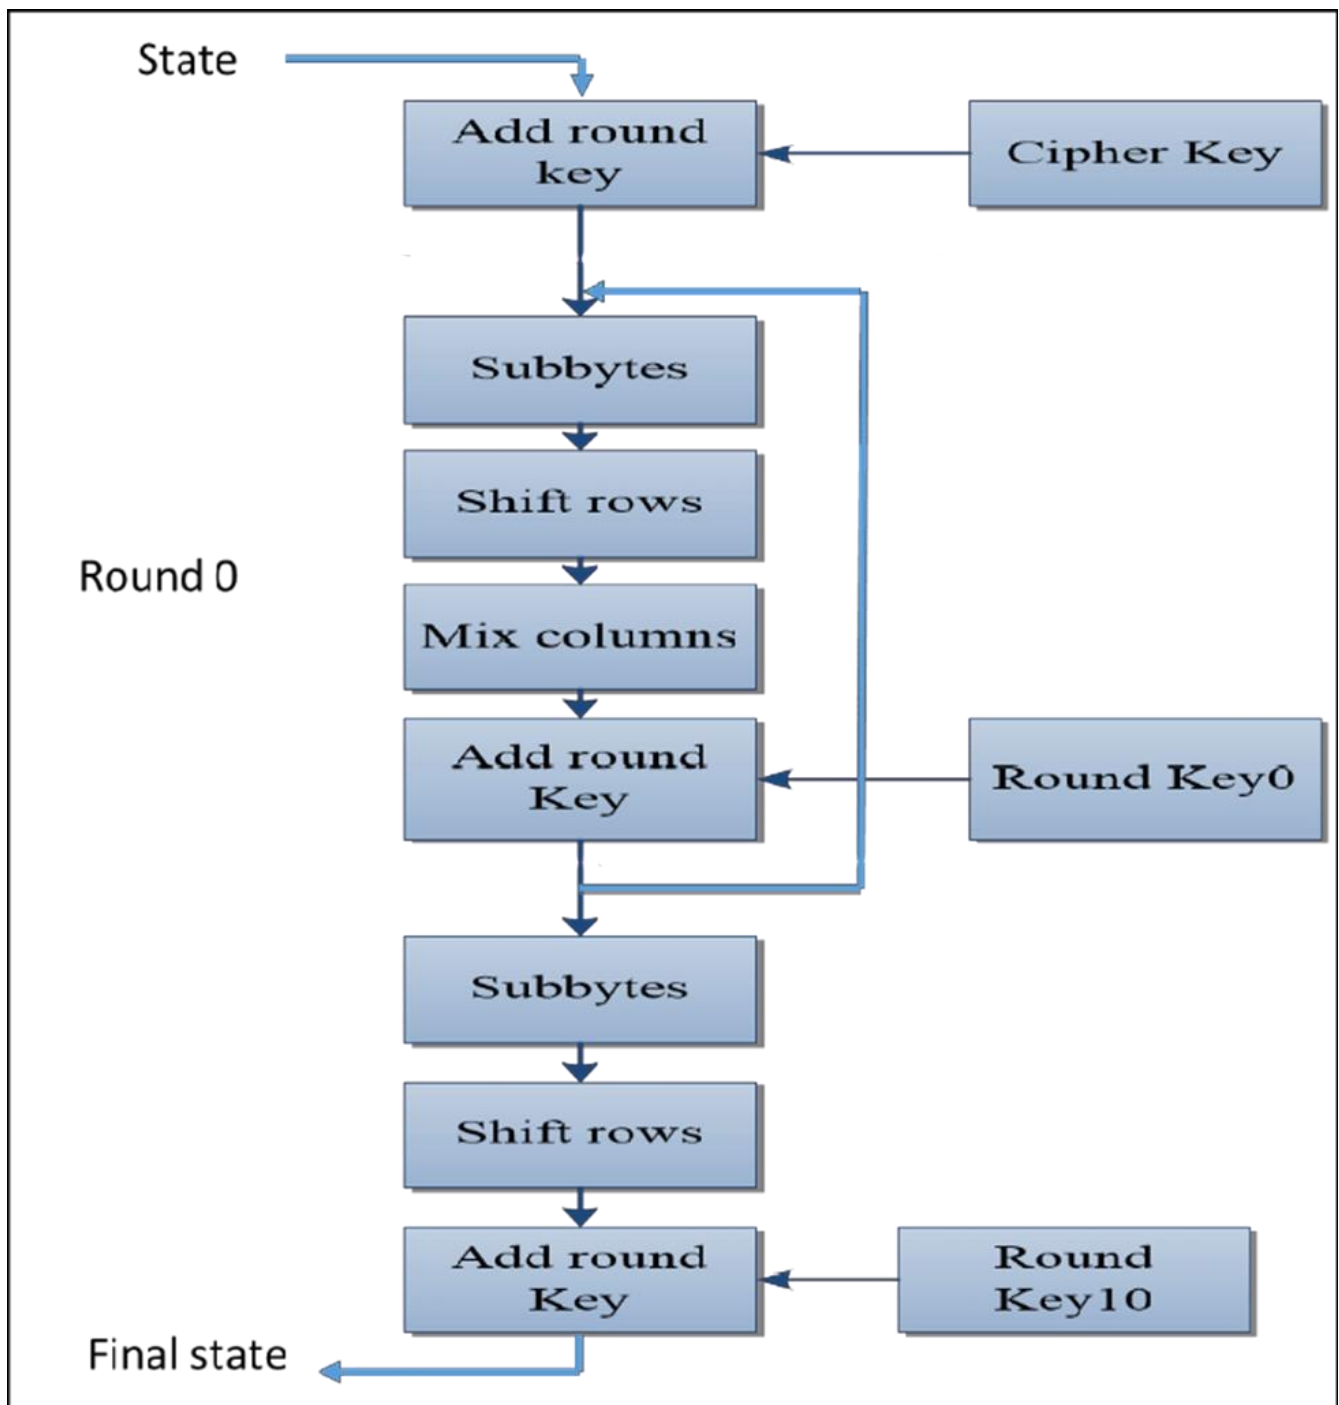 State
Add round
key
Cipher Key
Subbytes
Shift rows
Round 0
Mix columns
Add round
Key
Round Key0
Subbytes
Shift rows
Add round
Key
Round
Key10
Final state